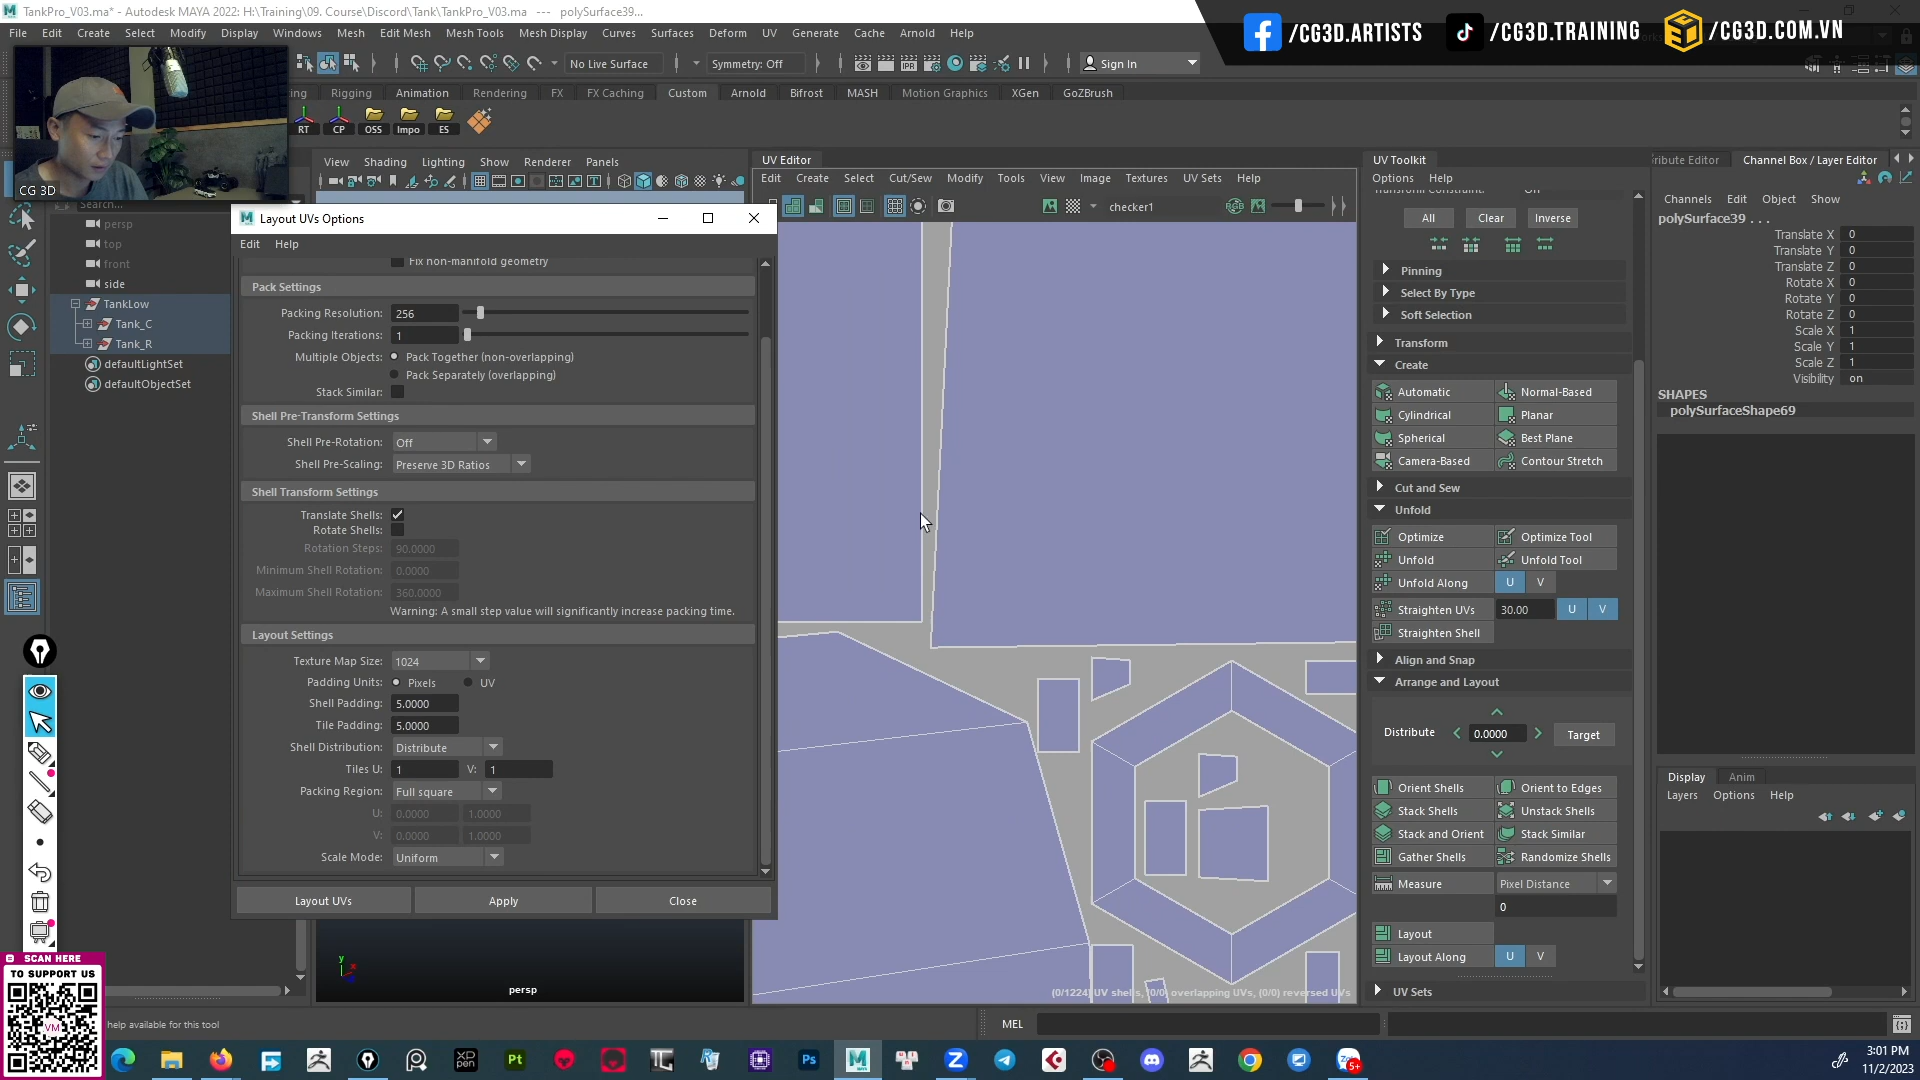 TankPro_V03.ma* - Autodesk MAYA 2022: H:\Training\09. Course\Discord\Tank\TankPro_V03.ma --- polySurface39...
/CG3D.ARTISTS
/CG3D.TRAINING
/CG3D.COM.VN
File Edit Create Select Modify Display Windows Mesh Edit Mesh Mesh Tools Mesh Display Curves Surfaces Deform UV Generate Cache Arnold Help
No Live Surface
Symmetry: Off
Sign In
Rigging Animation Rendering FX FX Caching Custom Arnold Bifrost MASH Motion Graphics XGen GoZBrush
RT CP OSS Impo ES
CG 3D
View Shading Lighting Show Renderer Panels
UV Editor
Edit Create Select Cut/Sew Modify Tools View Image Textures UV Sets Help
checker1
Search...
persp
top
front
side
TankLow
Tank_C
Tank_R
defaultLightSet
defaultObjectSet
Layout UVs Options
Edit Help
Fix non-manifold geometry
Pack Settings
Packing Resolution: 256
Packing Iterations: 1
Multiple Objects: Pack Together (non-overlapping)
Pack Separately (overlapping)
Stack Similar:
Shell Pre-Transform Settings
Shell Pre-Rotation: Off
Shell Pre-Scaling: Preserve 3D Ratios
Shell Transform Settings
Translate Shells:
Rotate Shells:
Rotation Steps: 90.0000
Minimum Shell Rotation: 0.0000
Maximum Shell Rotation: 360.0000
Warning: A small step value will significantly increase packing time.
Layout Settings
Texture Map Size: 1024
Padding Units: Pixels UV
Shell Padding: 5.0000
Tile Padding: 5.0000
Shell Distribution: Distribute
Tiles U: 1 V: 1
Packing Region: Full square
U: 0.0000 1.0000
V: 0.0000 1.0000
Scale Mode: Uniform
Layout UVs Apply Close
y
x
persp
(0/1224) UV shells, (0/0) overlapping UVs, (0/0) reversed UVs
UV Toolkit
Options Help
Transform Constraint: Off
All Clear Inverse
Pinning
Select By Type
Soft Selection
Transform
Create
Automatic Normal-Based
Cylindrical Planar
Spherical Best Plane
Camera-Based Contour Stretch
Cut and Sew
Unfold
Optimize Optimize Tool
Unfold Unfold Tool
Unfold Along U V
Straighten UVs 30.00 U V
Straighten Shell
Align and Snap
Arrange and Layout
Distribute 0.0000 Target
Orient Shells Orient to Edges
Stack Shells Unstack Shells
Stack and Orient Stack Similar
Gather Shells Randomize Shells
Measure Pixel Distance
0
Layout
Layout Along U V
UV Sets
ribute Editor Channel Box / Layer Editor
Channels Edit Object Show
polySurface39 . . .
Translate X 0
Translate Y 0
Translate Z 0
Rotate X 0
Rotate Y 0
Rotate Z 0
Scale X 1
Scale Y 1
Scale Z 1
Visibility on
SHAPES
polySurfaceShape69
Display Anim
Layers Options Help
SCAN HERE
TO SUPPORT US
VM
help available for this tool
MEL
XP PEN
Pt
Ps
5+
3:01 PM
11/2/2023